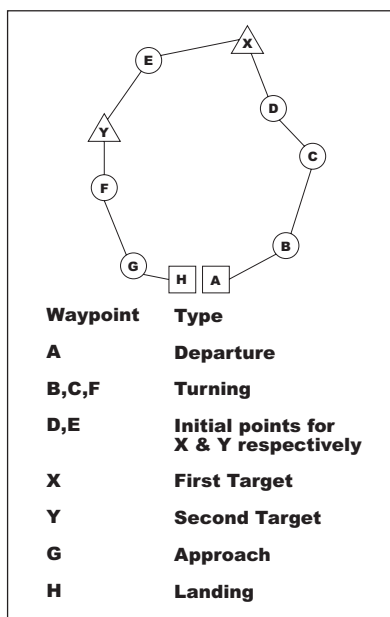 X
E
D
Y
C
F
B
G
H A
Waypoint Type
A Departure
B,C,F Turning
D,E Initial points for
X & Y respectively
X First Target
Y Second Target
G Approach
H Landing